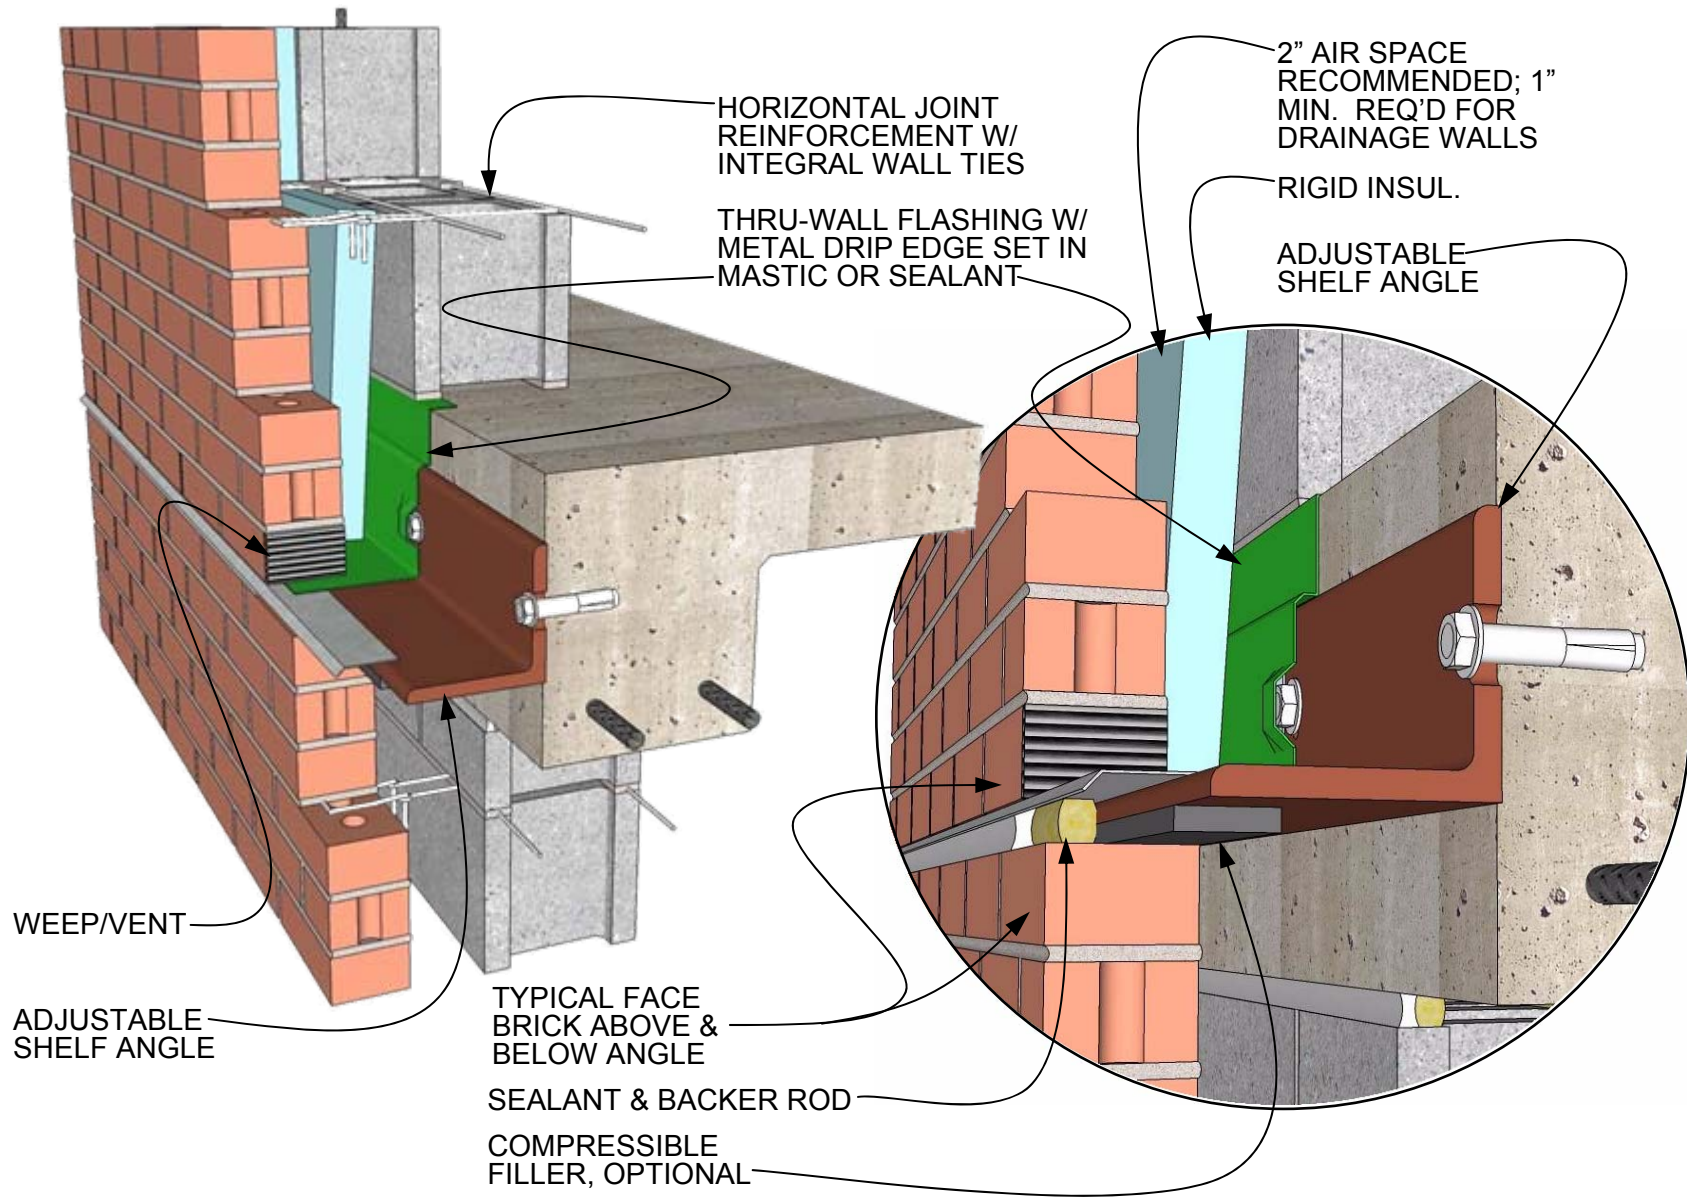 HORIZONTAL JOINT
REINFORCEMENT W/
INTEGRAL WALL TIES
THRU-WALL FLASHING W/
METAL DRIP EDGE SET IN
MASTIC OR SEALANT
2” AIR SPACE
RECOMMENDED; 1”
MIN. REQ’D FOR
DRAINAGE WALLS
RIGID INSUL.
ADJUSTABLE
SHELF ANGLE
WEEP/VENT
ADJUSTABLE
SHELF ANGLE
TYPICAL FACE
BRICK ABOVE &
BELOW ANGLE
SEALANT & BACKER ROD
COMPRESSIBLE
FILLER, OPTIONAL